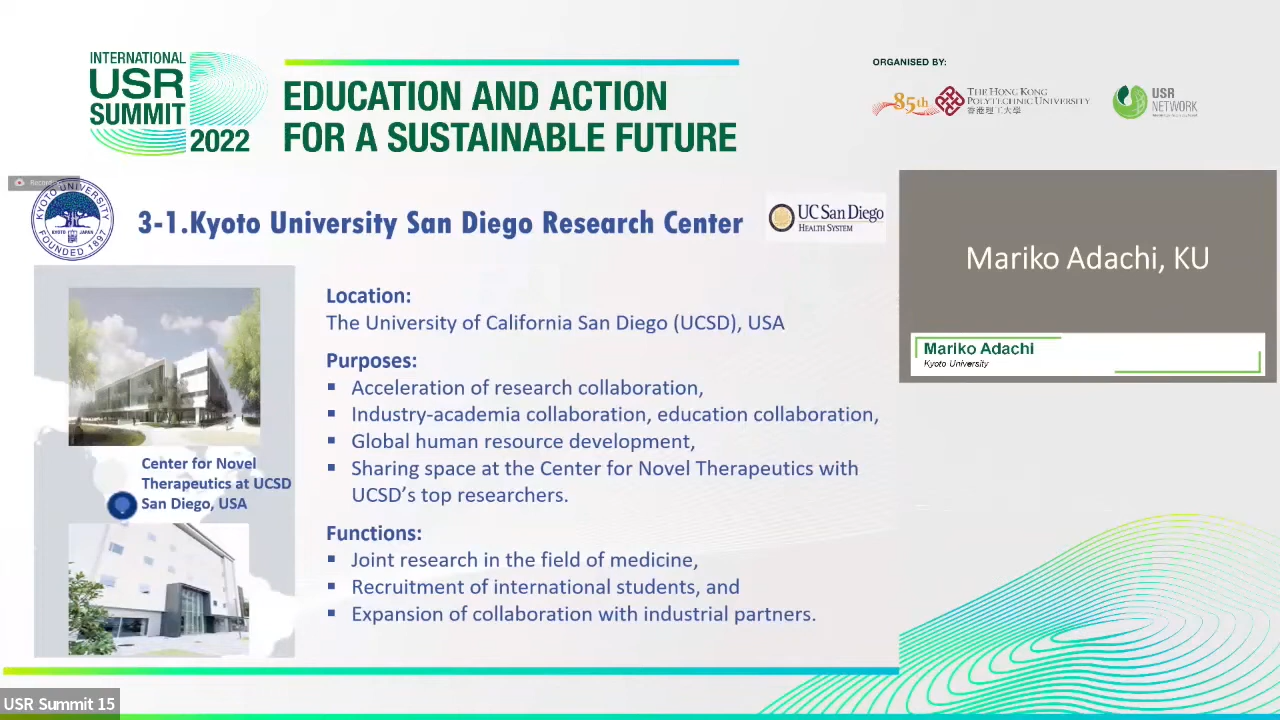 INTERNATIONAL
USR
SUMMIT
2022
EDUCATION AND ACTION
FOR A SUSTAINABLE FUTURE
ORGANISED BY:
85th
THE HONG KONG
POLYTECHNIC UNIVERSITY
香港理工大學
USR
NETWORK
KYOTO UNIVERSITY
KYOTO JAPAN
FOUNDED 1897
3-1.Kyoto University San Diego Research Center
UC San Diego
HEALTH SYSTEM
Mariko Adachi, KU
Mariko Adachi
Kyoto University
Center for Novel
Therapeutics at UCSD
San Diego, USA
Location:
The University of California San Diego (UCSD), USA
Purposes:
▪ Acceleration of research collaboration,
▪ Industry-academia collaboration, education collaboration,
▪ Global human resource development,
▪ Sharing space at the Center for Novel Therapeutics with
UCSD’s top researchers.
Functions:
▪ Joint research in the field of medicine,
▪ Recruitment of international students, and
▪ Expansion of collaboration with industrial partners.
USR Summit 15